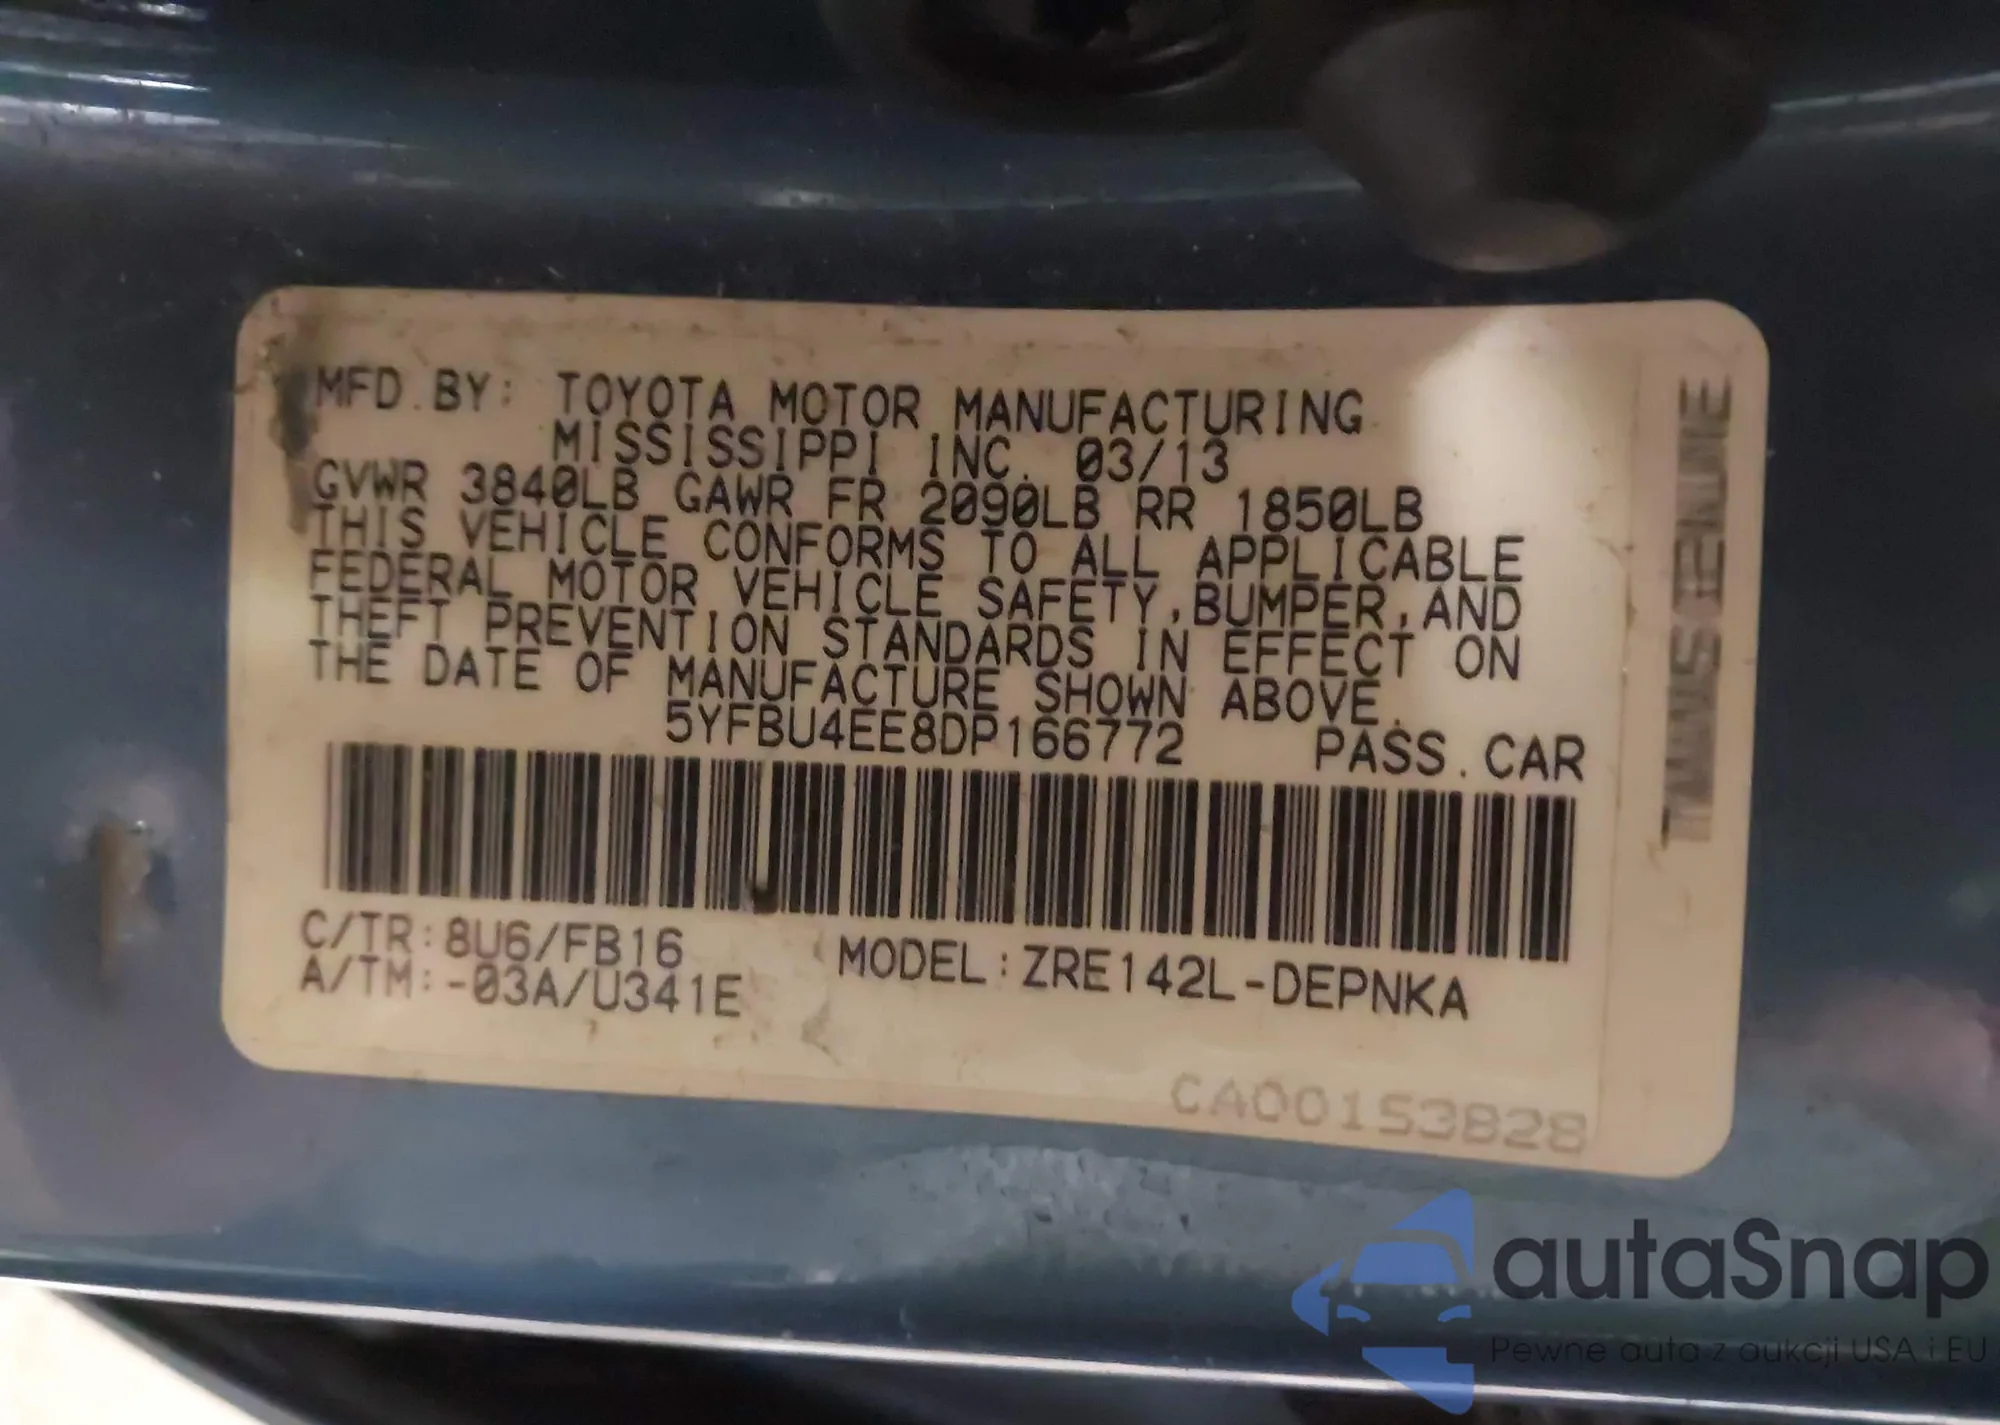 MFD.BY: TOYOTA MOTOR MANUFACTURING
MISSISSIPPI INC. 03/13
GVWR 3840LB GAWR FR 2090LB RR 1850LB
THIS VEHICLE CONFORMS TO ALL APPLICABLE
FEDERAL MOTOR VEHICLE SAFETY,BUMPER,AND
THEFT PREVENTION STANDARDS IN EFFECT ON
THE DATE OF MANUFACTURE SHOWN ABOVE.
5YFBU4EE8DP166772 PASS.CAR
C/TR:8U6/FB16 MODEL:ZRE142L-DEPNKA
A/TM:-03A/U341E
CA00153828
autaSnap
Pewne auta z aukcji USA i EU